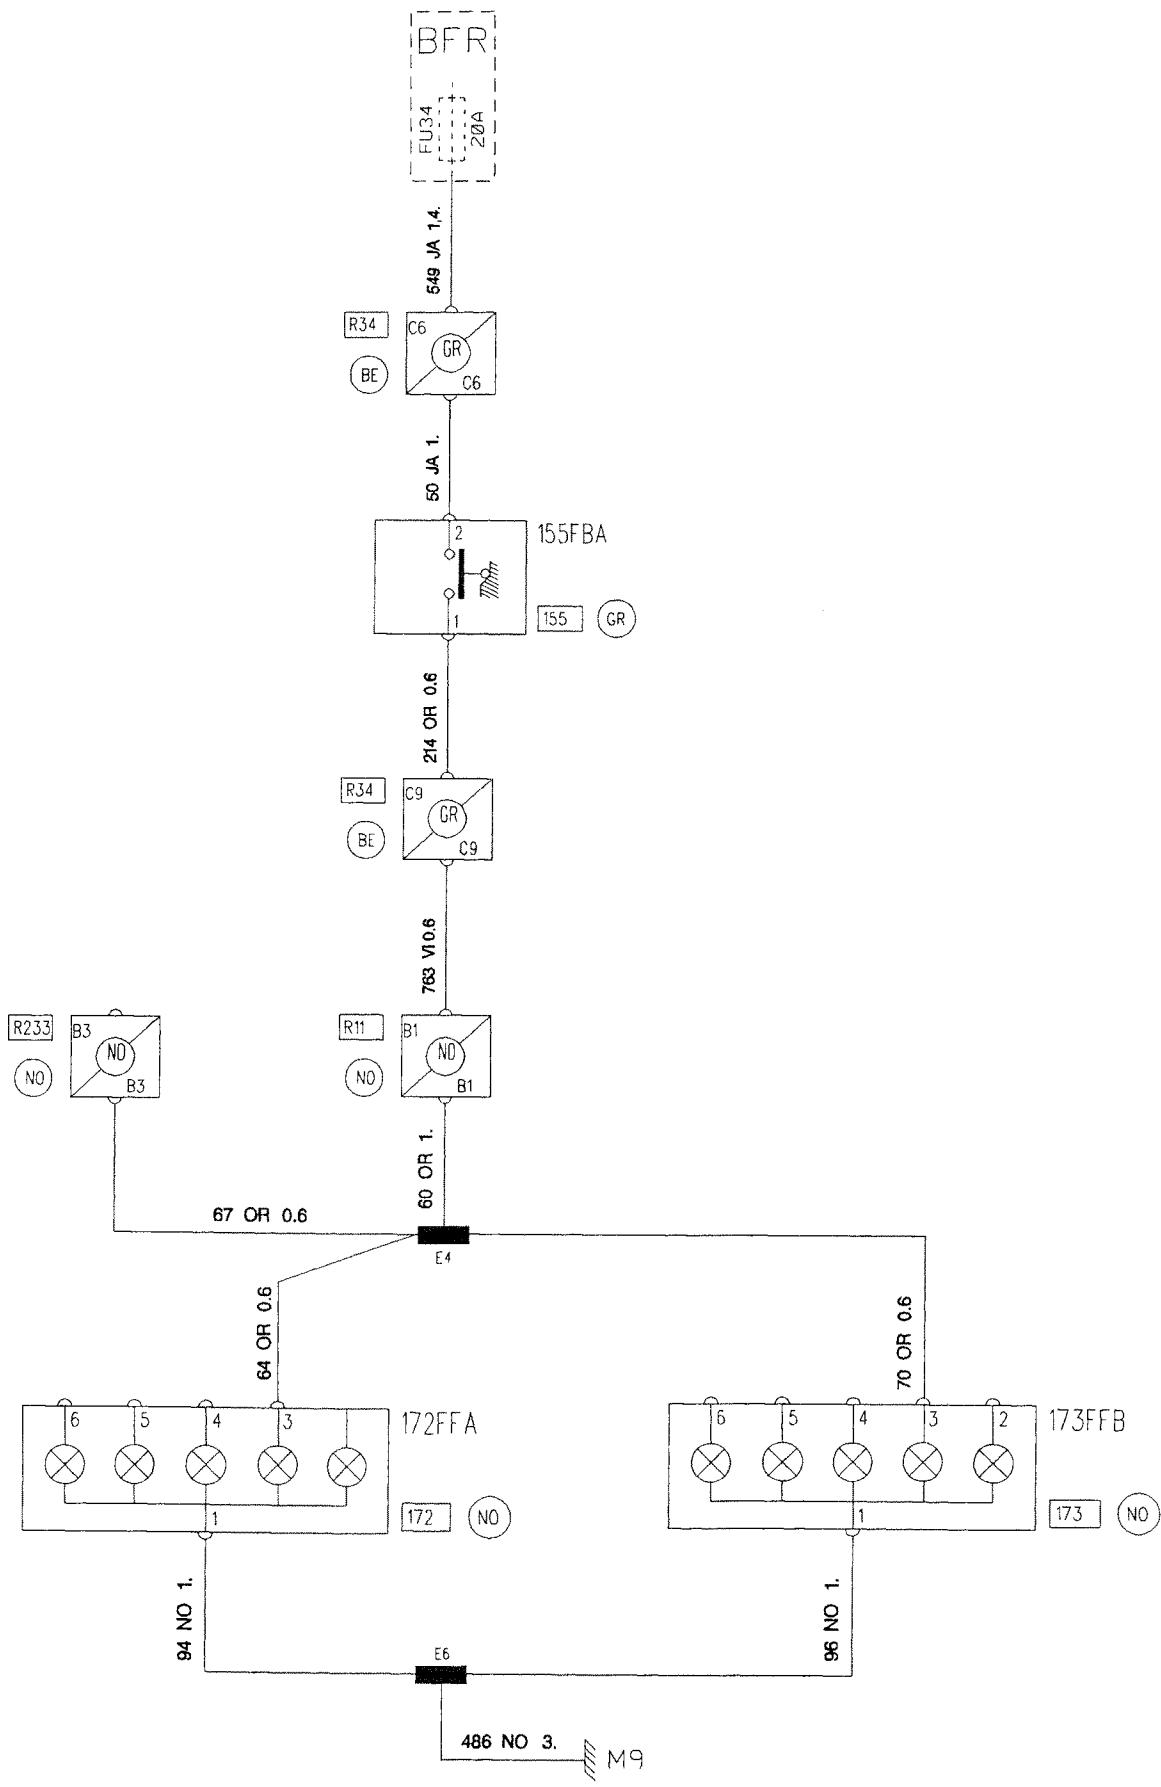 BFR
FU34
20A
549 JA 1,4.
R34
C6
GR
BE
C6
50 JA 1.
2
155FBA
1
155
GR
214 OR 0.6
R34
C9
GR
BE
C9
763 VI 0.6
R233
B3
NO
NO
B3
R11
B1
NO
NO
B1
60 OR 1.
67 OR 0.6
E4
64 OR 0.6
70 OR 0.6
6
5
4
3
172FFA
1
172
NO
6
5
4
3
2
173FFB
1
173
NO
94 NO 1.
96 NO 1.
E6
486 NO 3.
M9